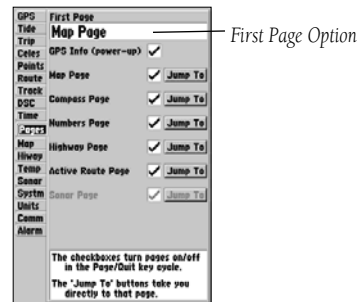 GPS
Tide
Trip
Celes
Points
Route
Track
DSC
Time
Pages
Map
Hiway
Temp
Sonar
Systm
Units
Comm
Alarm
First Page
Map Page
GPS Info (power-up)
Map Page Jump To
Compass Page Jump To
Numbers Page Jump To
Highway Page Jump To
Active Route Page Jump To
Sonar Page Jump To
The checkboxes turn pages on/off
in the Page/Quit key cycle.
The "Jump To" buttons take you
directly to that page.
First Page Option